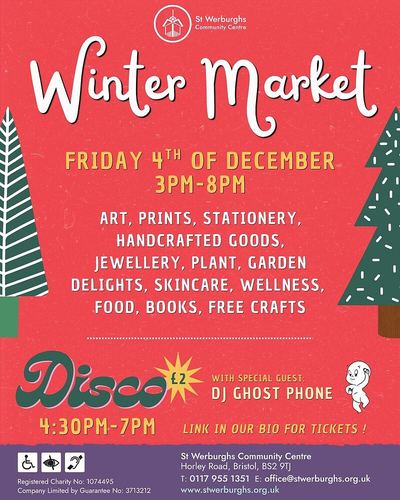 St Werburghs
Community Centre
Winter Market
FRIDAY 4TH OF DECEMBER
3PM-8PM
ART, PRINTS, STATIONERY,
HANDCRAFTED GOODS,
JEWELLERY, PLANT, GARDEN
DELIGHTS, SKINCARE, WELLNESS,
FOOD, BOOKS, FREE CRAFTS
Disco
£2
WITH SPECIAL GUEST:
DJ GHOST PHONE
4:30PM-7PM
LINK IN OUR BIO FOR TICKETS !
Registered Charity No: 1074495
Company Limited by Guarantee No: 3713212
St Werburghs Community Centre
Horley Road, Bristol, BS2 9TJ
T: 0117 955 1351 E: office@stwerburghs.org.uk
www.stwerburghs.org.uk